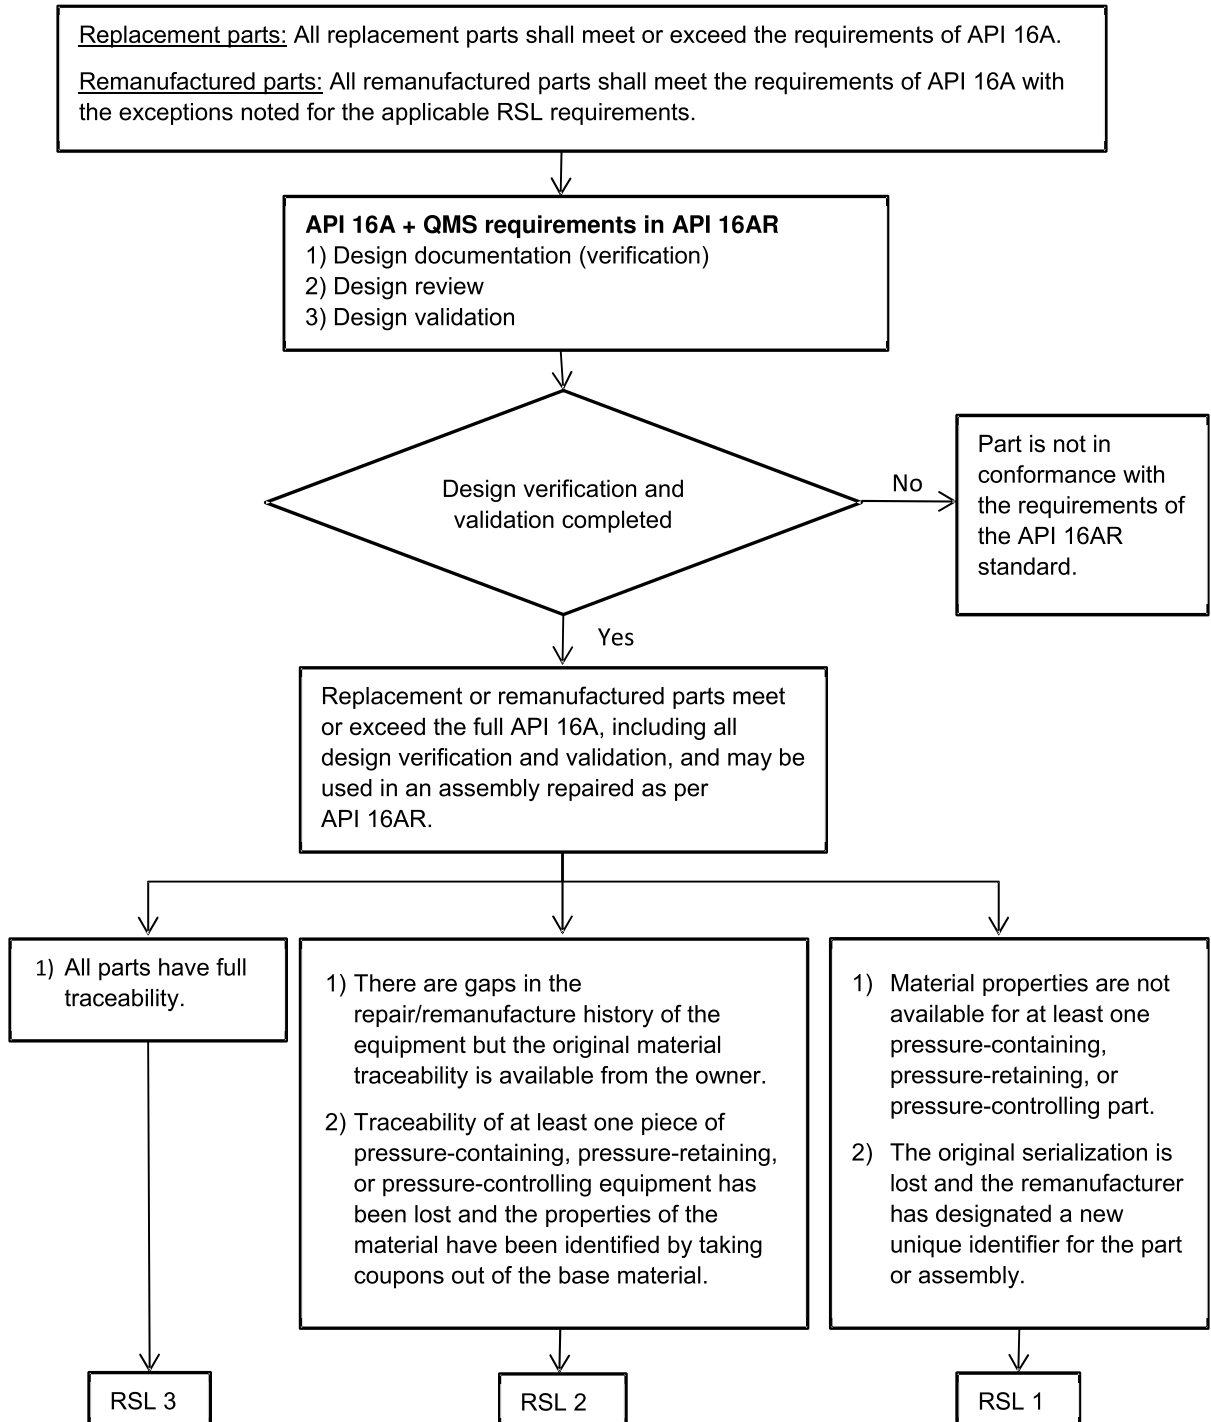 Replacement parts: All replacement parts shall meet or exceed the requirements of API 16A.
Remanufactured parts: All remanufactured parts shall meet the requirements of API 16A with
the exceptions noted for the applicable RSL requirements.
API 16A + QMS requirements in API 16AR
1) Design documentation (verification)
2) Design review
3) Design validation
Design verification and
validation completed
No
Part is not in
conformance with
the requirements of
the API 16AR
standard.
Yes
Replacement or remanufactured parts meet
or exceed the full API 16A, including all
design verification and validation, and may be
used in an assembly repaired as per
API 16AR.
1) All parts have full
traceability.
1) There are gaps in the
repair/remanufacture history of the
equipment but the original material
traceability is available from the owner.
2) Traceability of at least one piece of
pressure-containing, pressure-retaining,
or pressure-controlling equipment has
been lost and the properties of the
material have been identified by taking
coupons out of the base material.
1) Material properties are not
available for at least one
pressure-containing,
pressure-retaining, or
pressure-controlling part.
2) The original serialization is
lost and the remanufacturer
has designated a new
unique identifier for the part
or assembly.
RSL 3
RSL 2
RSL 1